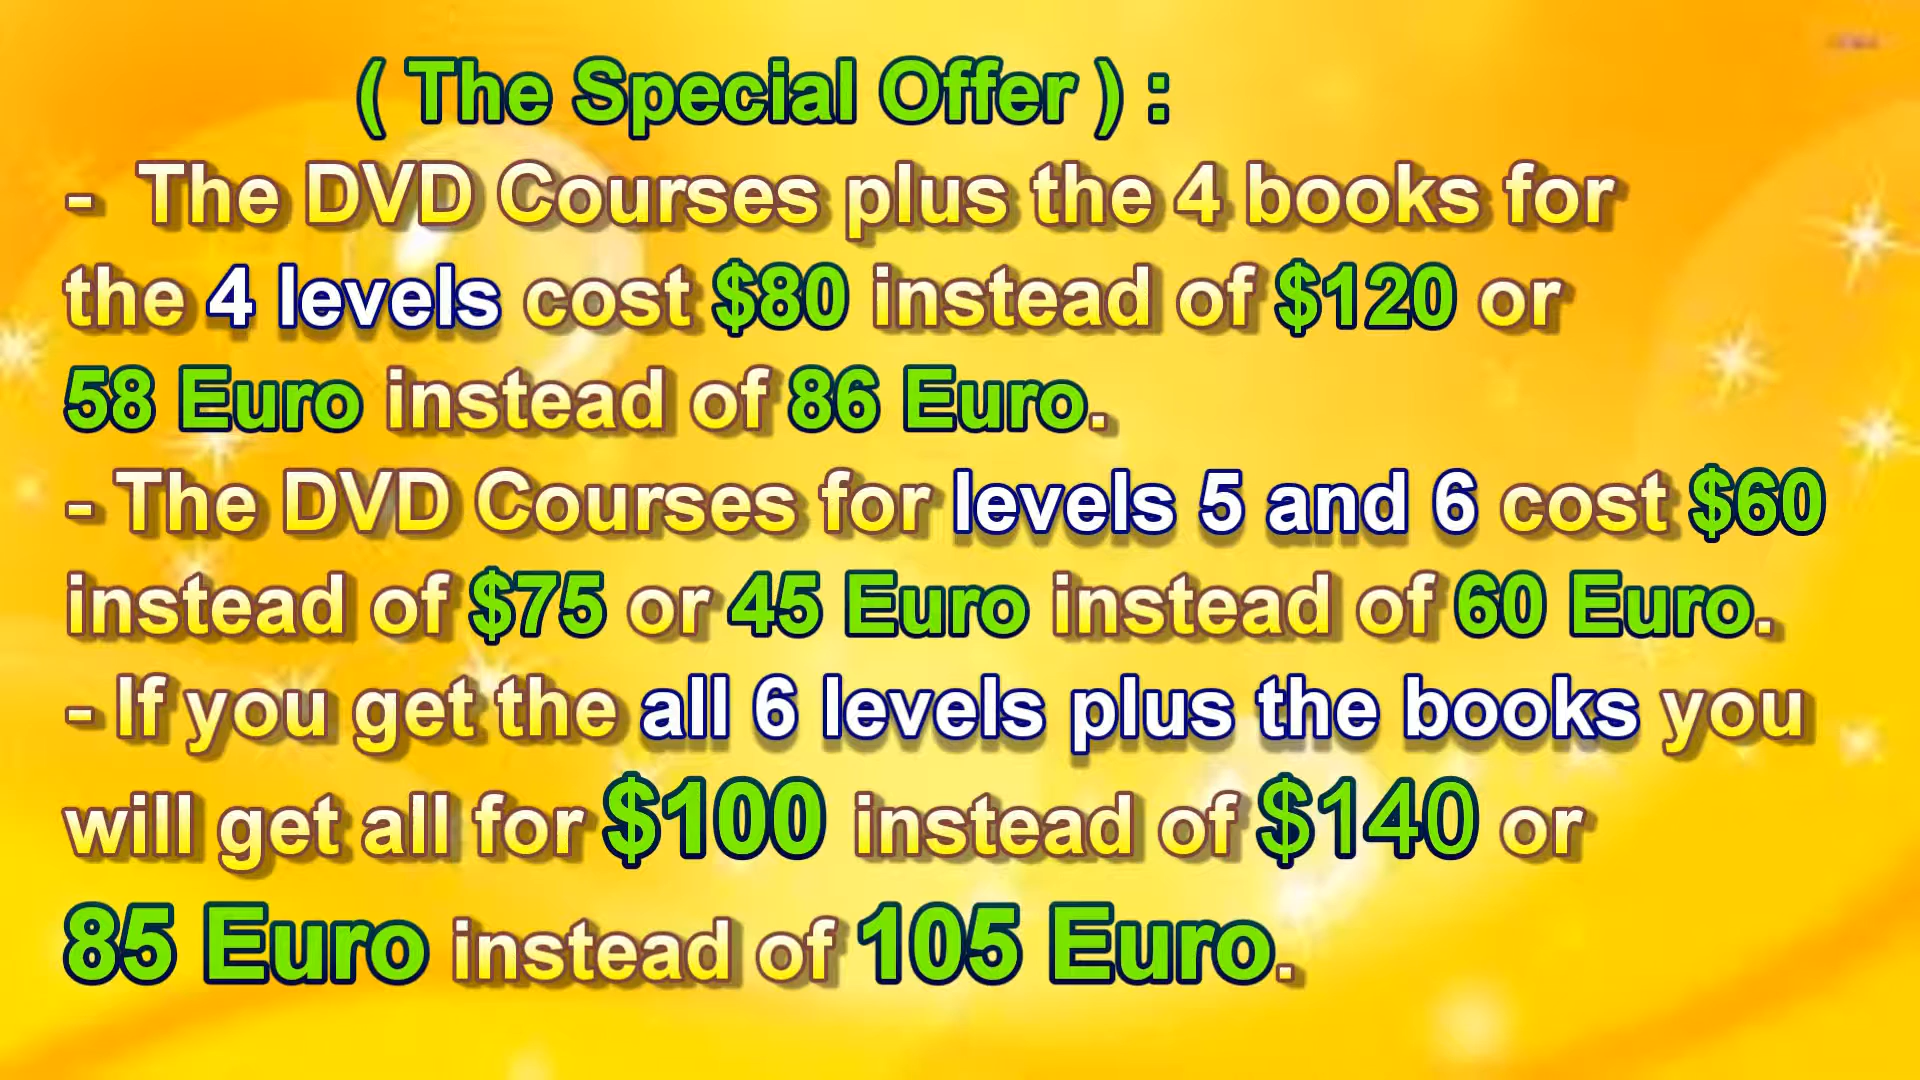 ( The Special Offer ) :
- The DVD Courses plus the 4 books for
the 4 levels cost $80 instead of $120 or
58 Euro instead of 86 Euro.
- The DVD Courses for levels 5 and 6 cost $60
instead of $75 or 45 Euro instead of 60 Euro.
- If you get the all 6 levels plus the books you
will get all for $100 instead of $140 or
85 Euro instead of 105 Euro.